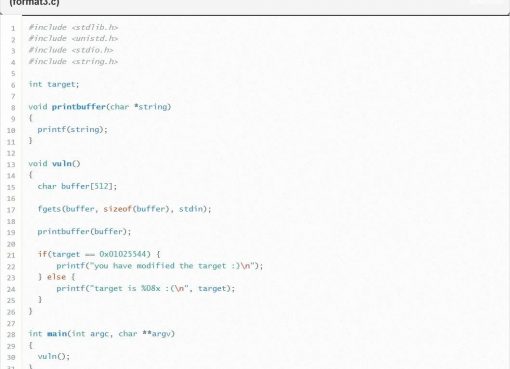 (format3.c)
1 #include <stdlib.h>
2 #include <unistd.h>
3 #include <stdio.h>
4 #include <string.h>
5
6 int target;
7
8 void printbuffer(char *string)
9 {
10 printf(string);
11 }
12
13 void vuln()
14 {
15 char buffer[512];
16
17 fgets(buffer, sizeof(buffer), stdin);
18
19 printbuffer(buffer);
20
21 if(target == 0x01025544) {
22 printf("you have modified the target :)\n");
23 } else {
24 printf("target is %08x :(\n", target);
25 }
26 }
27
28 int main(int argc, char **argv)
29 {
30 vuln();
31 }